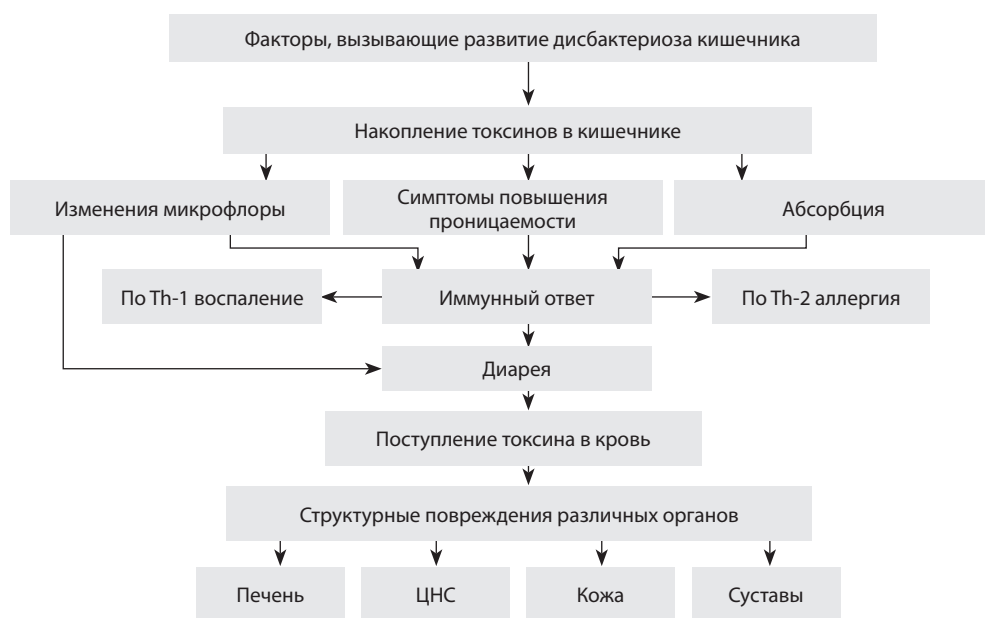 Факторы, вызывающие развитие дисбактериоза кишечника
Накопление токсинов в кишечнике
Изменения микрофлоры
Симптомы повышения
проницаемости
Абсорбция
По Th-1 воспаление
Иммунный ответ
По Th-2 аллергия
Диарея
Поступление токсина в кровь
Структурные повреждения различных органов
Печень
ЦНС
Кожа
Суставы